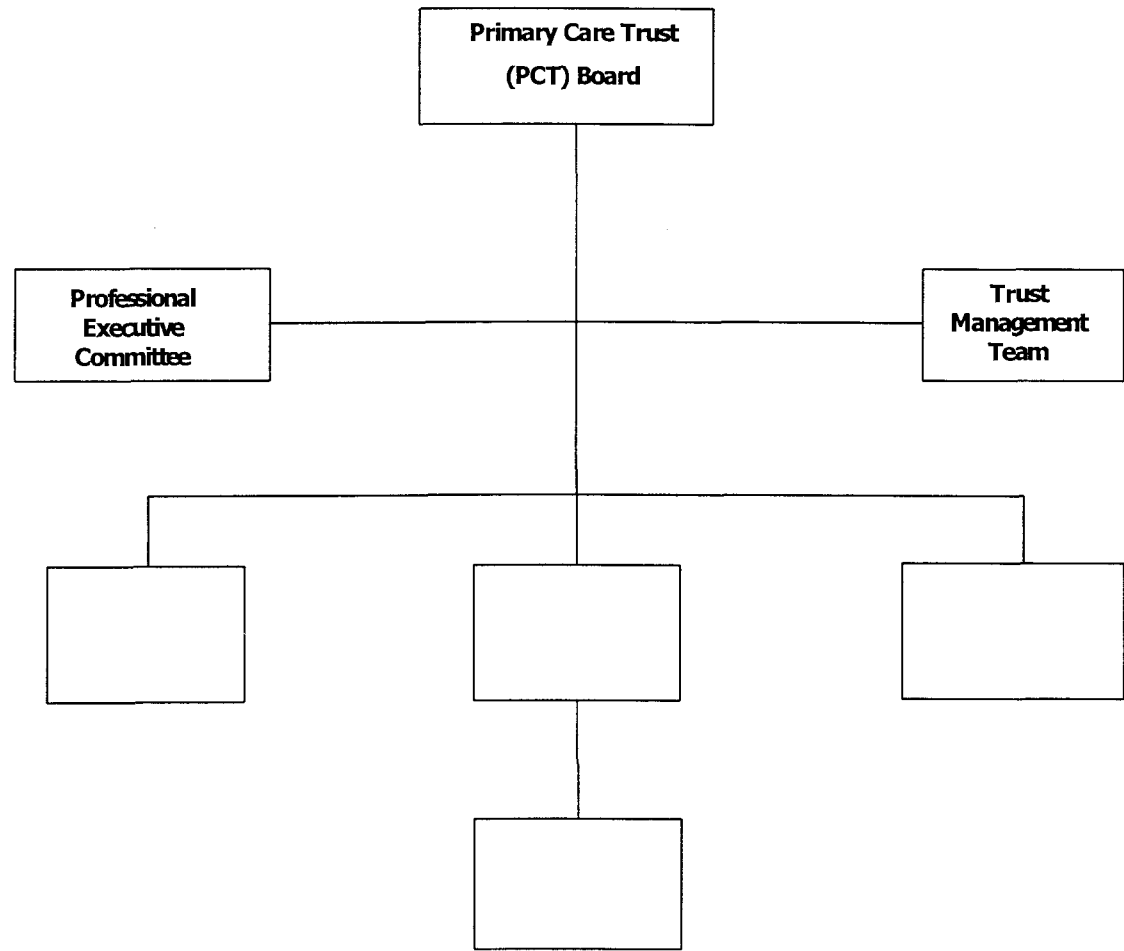 Primary Care Trust
(PCT) Board
Professional
Executive
Committee
Trust
Management
Team